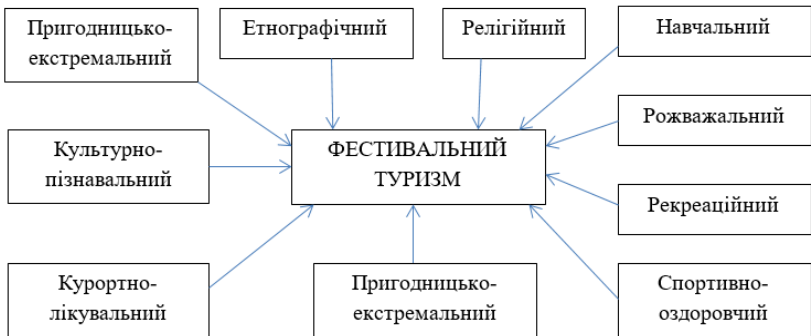 Пригодницько-
екстремальний
Етнографічний
Релігійний
Навчальний
Культурно-
пізнавальний
ФЕСТИВАЛЬНИЙ
ТУРИЗМ
Рожважальний
Рекреаційний
Курортно-
лікувальний
Пригодницько-
екстремальний
Спортивно-
оздоровчий